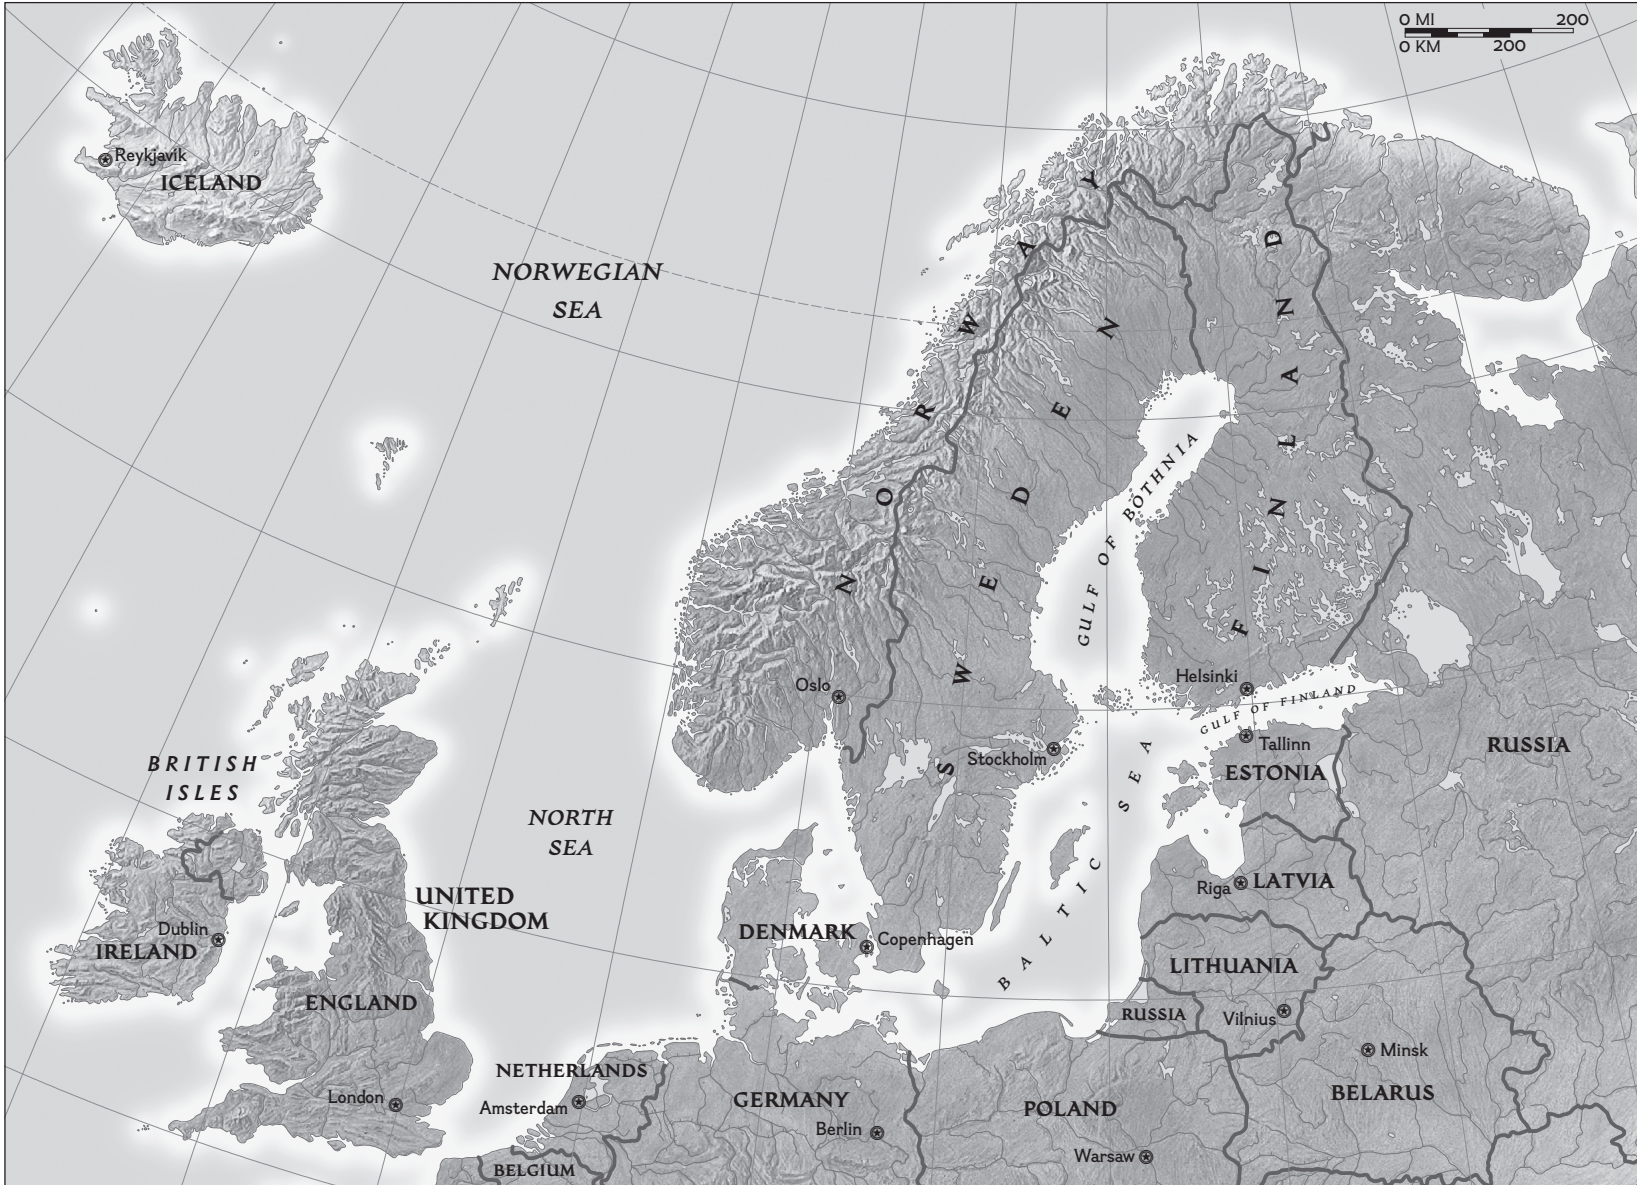 0 MI 200
0 KM 200
Reykjavik
ICELAND
NORWEGIAN
SEA
NORWAY
SWEDEN
FINLAND
GULF OF BOTHNIA
Oslo
Helsinki
GULF OF FINLAND
Stockholm
Tallinn
ESTONIA
RUSSIA
BRITISH
ISLES
NORTH
SEA
BALTIC SEA
Riga
LATVIA
UNITED
KINGDOM
Dublin
IRELAND
DENMARK
Copenhagen
LITHUANIA
ENGLAND
RUSSIA
Vilnius
Minsk
NETHERLANDS
London
Amsterdam
GERMANY
Berlin
POLAND
BELARUS
Warsaw
BELGIUM